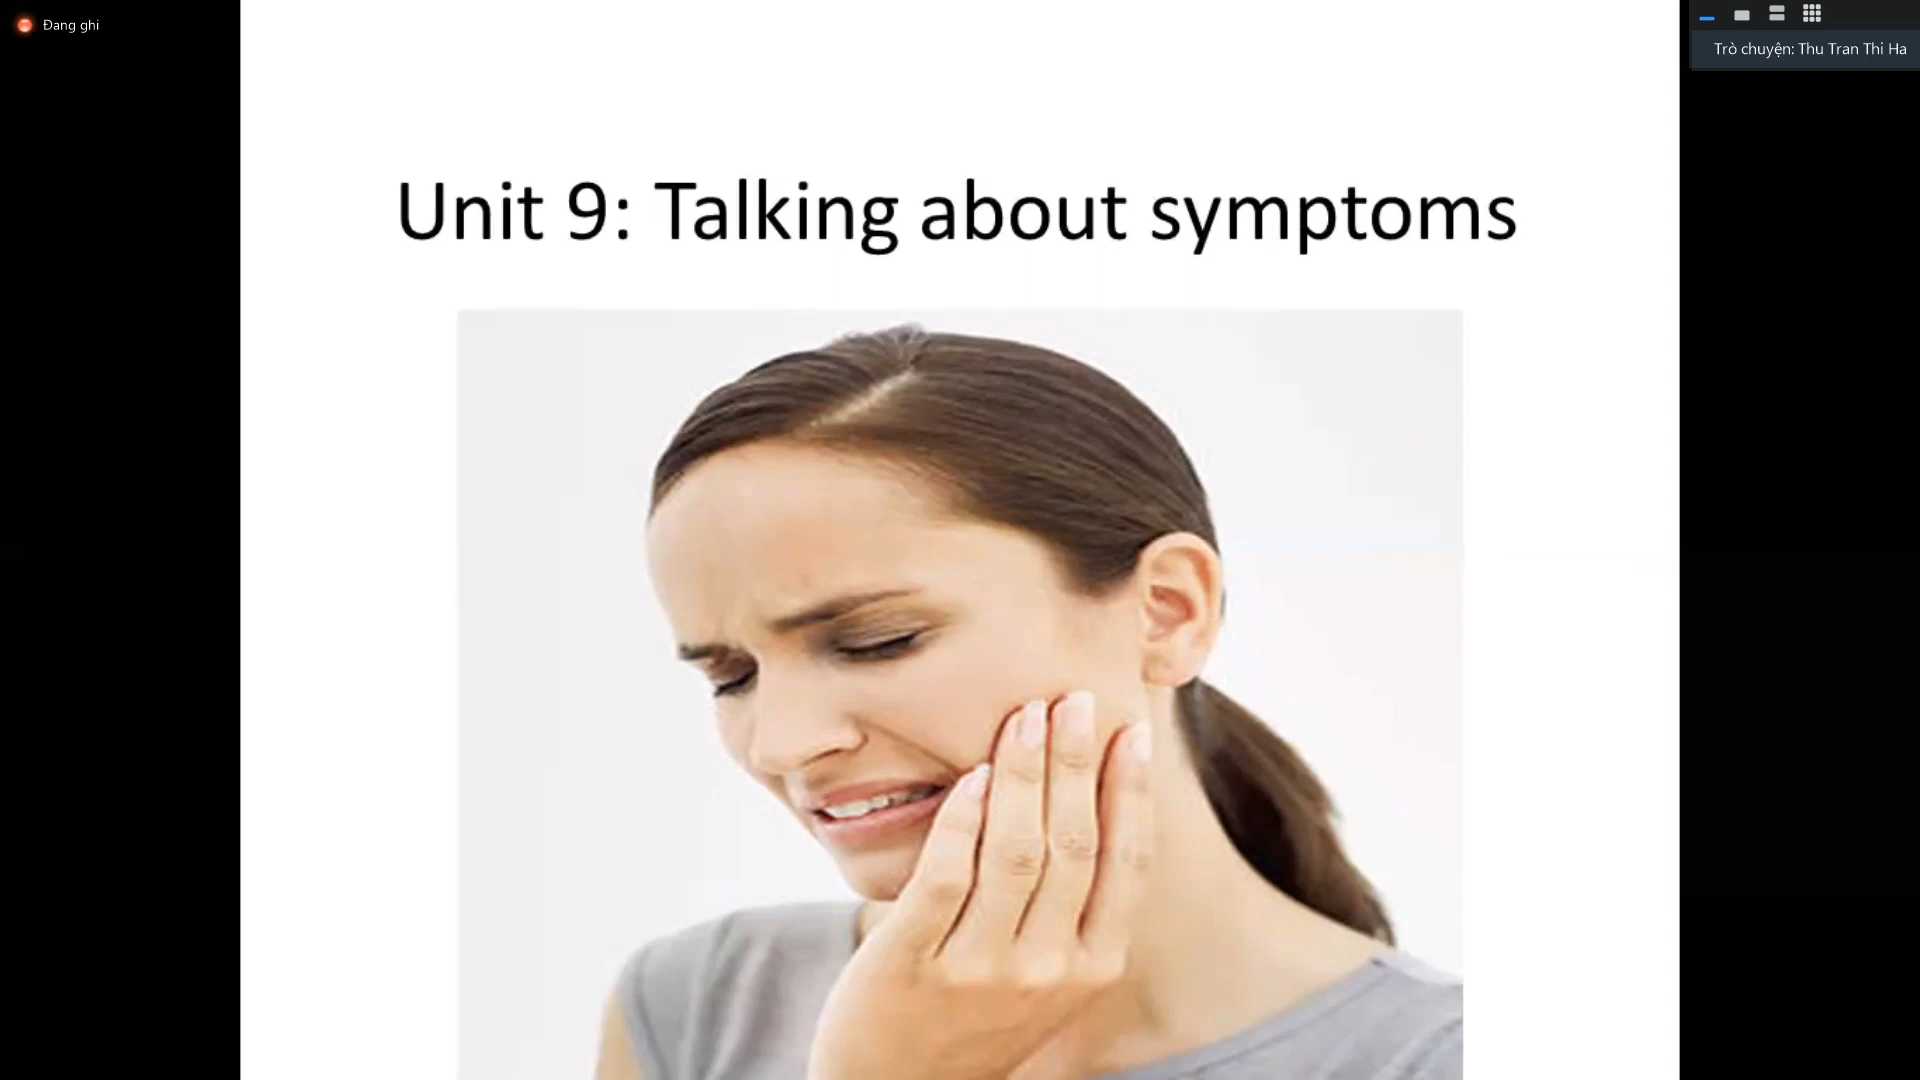 Đang ghi
Trò chuyện: Thu Tran Thi Ha
Unit 9: Talking about symptoms